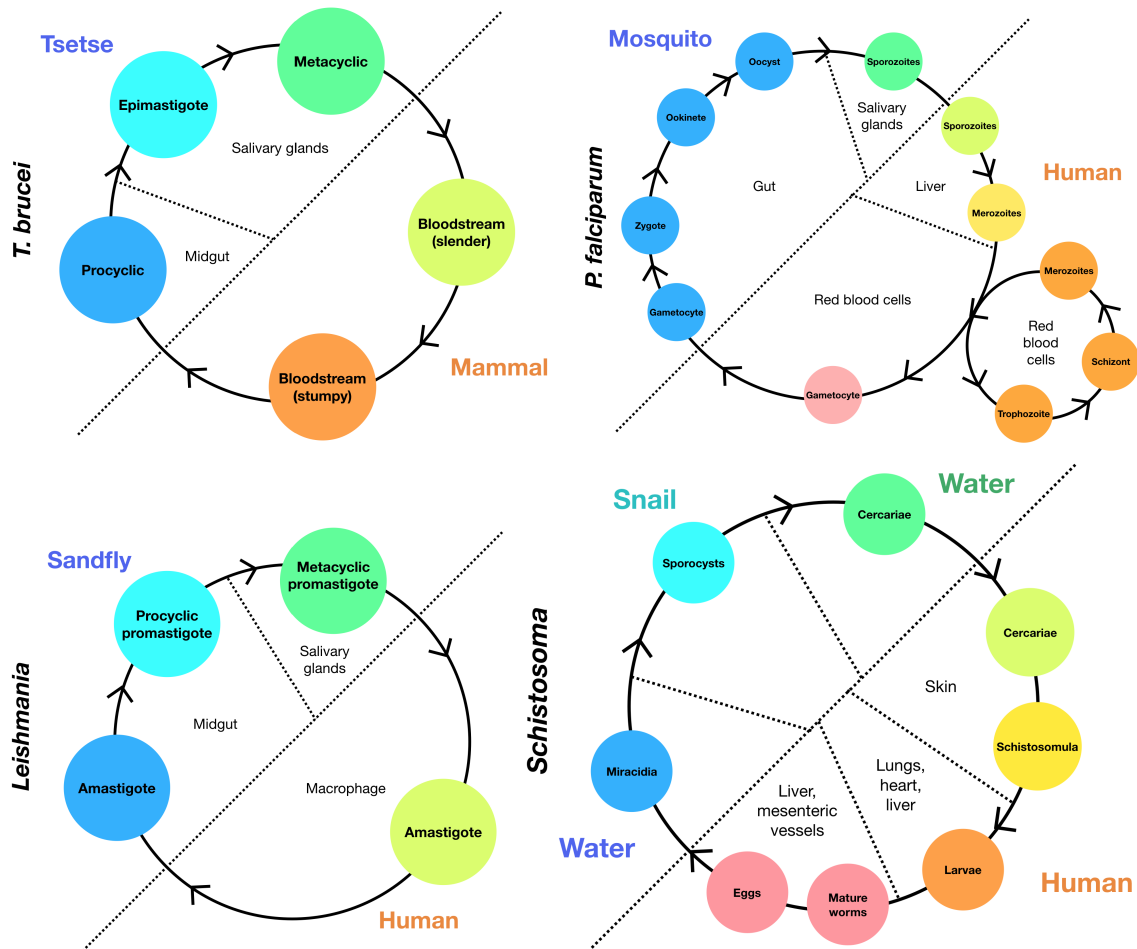 T. brucei
Tsetse
Metacyclic
Epimastigote
Salivary glands
Bloodstream
(slender)
Midgut
Procyclic
Mammal
Bloodstream
(stumpy)
P. falciparum
Mosquito
Oocyst
Sporozoites
Ookinete
Salivary
glands
Sporozoites
Human
Gut
Liver
Merozoites
Zygote
Merozoites
Red blood cells
Gametocyte
Red
blood
cells
Schizont
Gametocyte
Trophozoite
Leishmania
Sandfly
Metacyclic
promastigote
Procyclic
promastigote
Salivary
glands
Midgut
Amastigote
Macrophage
Amastigote
Human
Schistosoma
Snail
Water
Cercariae
Sporocysts
Cercariae
Skin
Schistosomula
Miracidia
Lungs,
heart,
liver
Liver,
mesenteric
vessels
Water
Larvae
Human
Eggs
Mature
worms